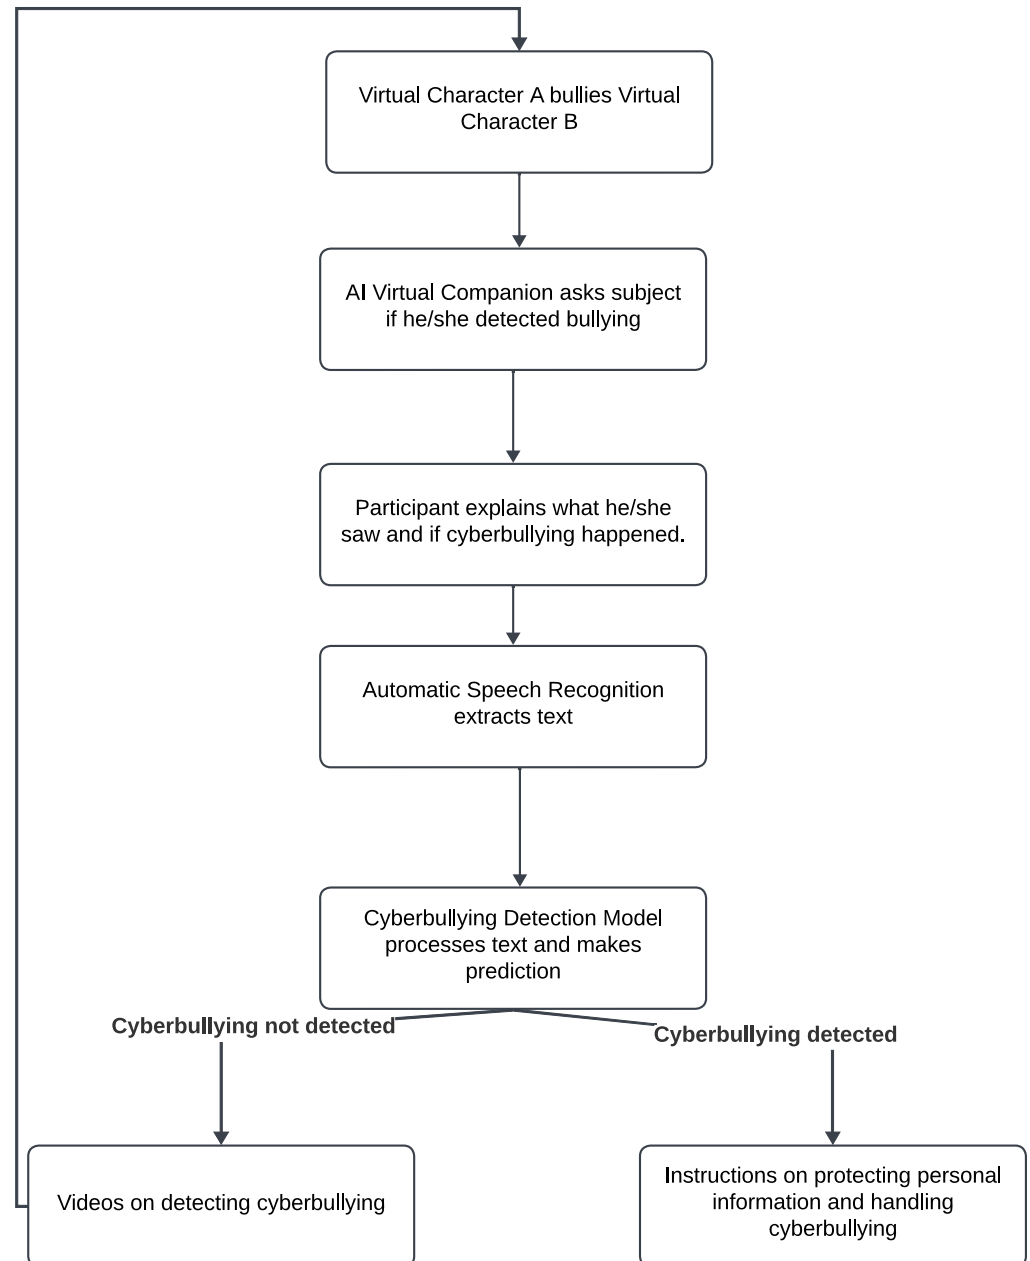 Virtual Character A bullies Virtual
Character B
AI Virtual Companion asks subject
if he/she detected bullying
Participant explains what he/she
saw and if cyberbullying happened.
Automatic Speech Recognition
extracts text
Cyberbullying Detection Model
processes text and makes
prediction
Cyberbullying not detected
Cyberbullying detected
Videos on detecting cyberbullying
Instructions on protecting personal
information and handling
cyberbullying